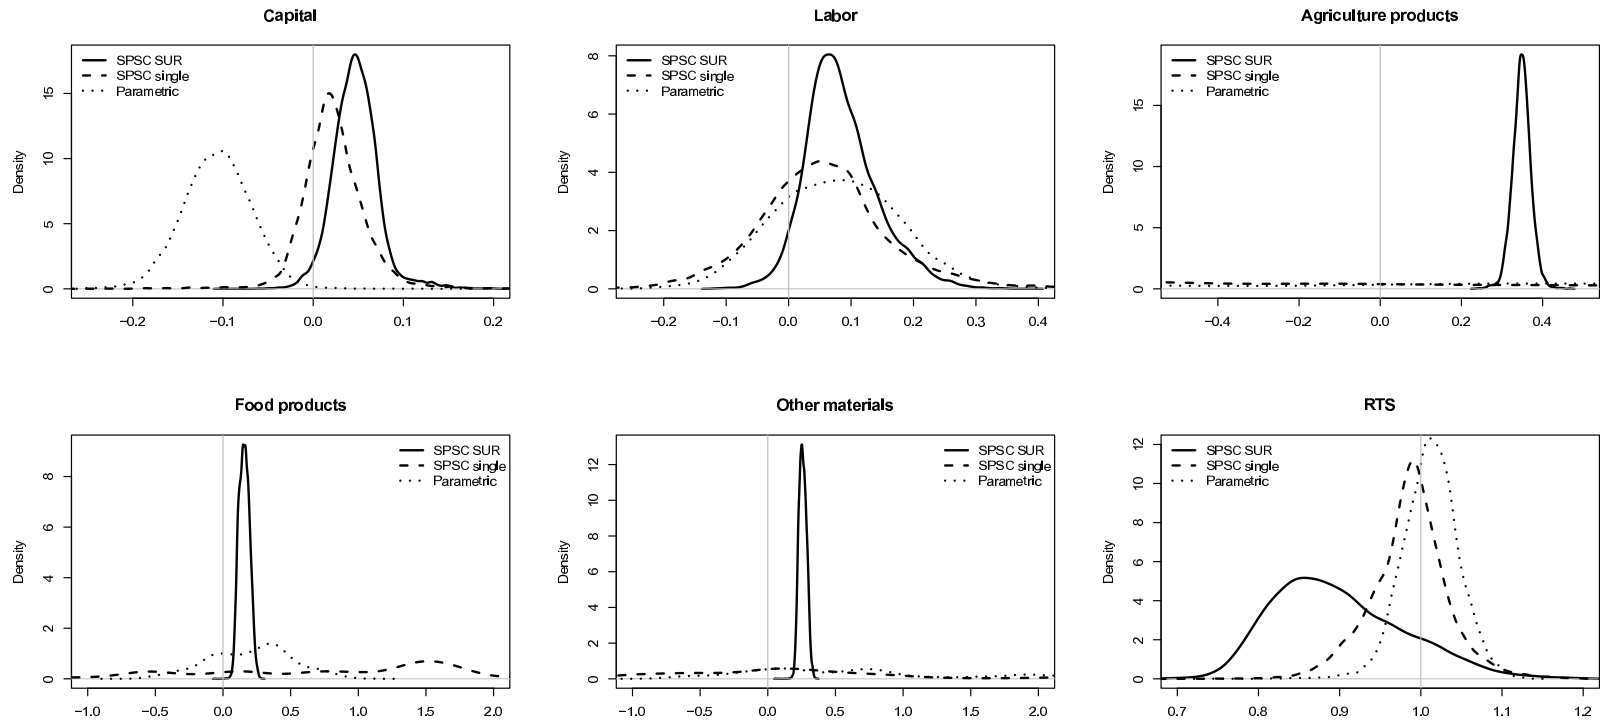 Capital
SPSC SUR
SPSC single
Parametric
Density
0
5
10
15
−0.2
−0.1
0.0
0.1
0.2
Labor
SPSC SUR
SPSC single
Parametric
Density
0
2
4
6
8
−0.2
−0.1
0.0
0.1
0.2
0.3
0.4
Agriculture products
SPSC SUR
SPSC single
Parametric
Density
0
5
10
15
−0.4
−0.2
0.0
0.2
0.4
Food products
SPSC SUR
SPSC single
Parametric
Density
0
2
4
6
8
−1.0
−0.5
0.0
0.5
1.0
1.5
2.0
Other materials
SPSC SUR
SPSC single
Parametric
Density
0
2
4
6
8
10
12
−1.0
−0.5
0.0
0.5
1.0
1.5
2.0
RTS
SPSC SUR
SPSC single
Parametric
Density
0
2
4
6
8
10
12
0.7
0.8
0.9
1.0
1.1
1.2